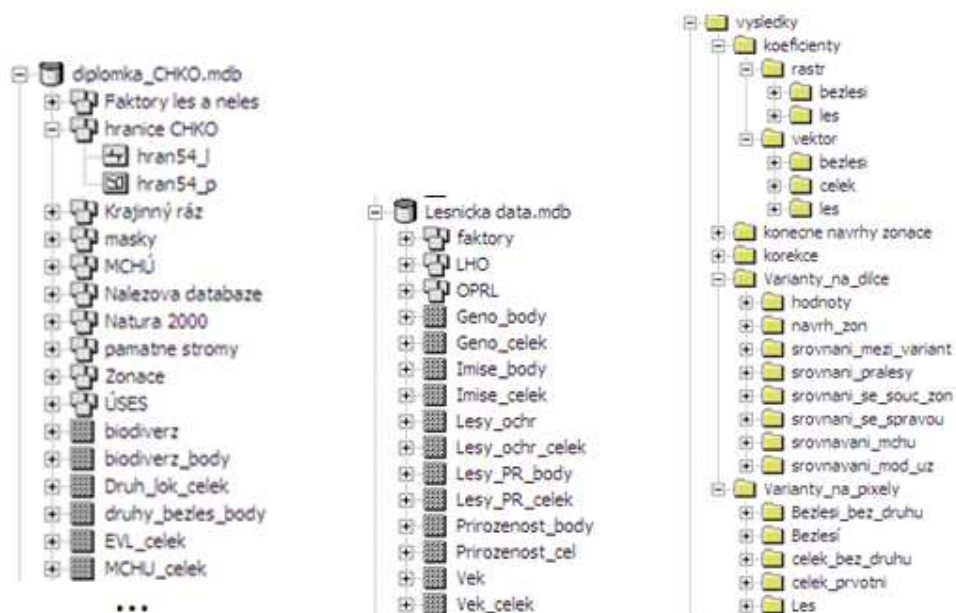 diplomka_CHKO.mdb
Faktory les a neles
hranice CHKO
hran54_l
hran54_p
Krajinný ráz
masky
MCHÚ
Nalezova databaze
Natura 2000
pamatne stromy
Zonace
ÚSES
biodiverz
biodiverz_body
Druh_lok_celek
druhy_bezles_body
EVL_celek
MCHU_celek
...
Lesnicka data.mdb
faktory
LHO
OPRL
Geno_body
Geno_celek
Imise_body
Imise_celek
Lesy_ochr
Lesy_ochr_celek
Lesy_PR_body
Lesy_PR_celek
Prirozenost_body
Prirozenost_cel
Vek
Vek_celek
vysledky
koeficienty
rastr
bezlesi
les
vektor
bezlesi
celek
les
konecne navrhy zonace
korekce
Varianty_na_dilce
hodnoty
navrh_zon
srovnani_mezi_variant
srovnani_pralesy
srovnani_se_souc_zon
srovnani_se_spravou
srovnavani_mchu
srovnavani_mod_uz
Varianty_na_pixely
Bezlesi_bez_druhu
Bezlesí
celek_bez_druhu
celek_prvotni
Les